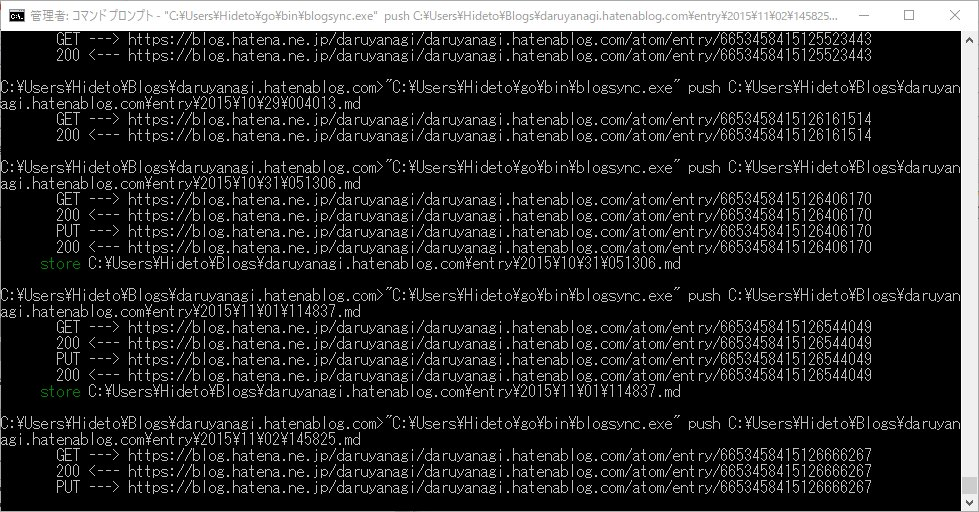 管理者: コマンドプロンプト - "C:¥Users¥Hideto¥go¥bin¥blogsync.exe" push C:¥Users¥Hideto¥Blogs¥daruyanagi.hatenablog.com¥entry¥2015¥11¥02¥145825...
GET ---> https://blog.hatena.ne.jp/daruyanagi/daruyanagi.hatenablog.com/atom/entry/6653458415125523443
200 <--- https://blog.hatena.ne.jp/daruyanagi/daruyanagi.hatenablog.com/atom/entry/6653458415125523443
C:¥Users¥Hideto¥Blogs¥daruyanagi.hatenablog.com>"C:¥Users¥Hideto¥go¥bin¥blogsync.exe" push C:¥Users¥Hideto¥Blogs¥daruyan
agi.hatenablog.com¥entry¥2015¥10¥29¥004013.md
GET ---> https://blog.hatena.ne.jp/daruyanagi/daruyanagi.hatenablog.com/atom/entry/6653458415126161514
200 <--- https://blog.hatena.ne.jp/daruyanagi/daruyanagi.hatenablog.com/atom/entry/6653458415126161514
C:¥Users¥Hideto¥Blogs¥daruyanagi.hatenablog.com>"C:¥Users¥Hideto¥go¥bin¥blogsync.exe" push C:¥Users¥Hideto¥Blogs¥daruyan
agi.hatenablog.com¥entry¥2015¥10¥31¥051306.md
GET ---> https://blog.hatena.ne.jp/daruyanagi/daruyanagi.hatenablog.com/atom/entry/6653458415126406170
200 <--- https://blog.hatena.ne.jp/daruyanagi/daruyanagi.hatenablog.com/atom/entry/6653458415126406170
PUT ---> https://blog.hatena.ne.jp/daruyanagi/daruyanagi.hatenablog.com/atom/entry/6653458415126406170
200 <--- https://blog.hatena.ne.jp/daruyanagi/daruyanagi.hatenablog.com/atom/entry/6653458415126406170
store C:¥Users¥Hideto¥Blogs¥daruyanagi.hatenablog.com¥entry¥2015¥10¥31¥051306.md
C:¥Users¥Hideto¥Blogs¥daruyanagi.hatenablog.com>"C:¥Users¥Hideto¥go¥bin¥blogsync.exe" push C:¥Users¥Hideto¥Blogs¥daruyan
agi.hatenablog.com¥entry¥2015¥11¥01¥114837.md
GET ---> https://blog.hatena.ne.jp/daruyanagi/daruyanagi.hatenablog.com/atom/entry/6653458415126544049
200 <--- https://blog.hatena.ne.jp/daruyanagi/daruyanagi.hatenablog.com/atom/entry/6653458415126544049
PUT ---> https://blog.hatena.ne.jp/daruyanagi/daruyanagi.hatenablog.com/atom/entry/6653458415126544049
200 <--- https://blog.hatena.ne.jp/daruyanagi/daruyanagi.hatenablog.com/atom/entry/6653458415126544049
store C:¥Users¥Hideto¥Blogs¥daruyanagi.hatenablog.com¥entry¥2015¥11¥01¥114837.md
C:¥Users¥Hideto¥Blogs¥daruyanagi.hatenablog.com>"C:¥Users¥Hideto¥go¥bin¥blogsync.exe" push C:¥Users¥Hideto¥Blogs¥daruyan
agi.hatenablog.com¥entry¥2015¥11¥02¥145825.md
GET ---> https://blog.hatena.ne.jp/daruyanagi/daruyanagi.hatenablog.com/atom/entry/6653458415126666267
200 <--- https://blog.hatena.ne.jp/daruyanagi/daruyanagi.hatenablog.com/atom/entry/6653458415126666267
PUT ---> https://blog.hatena.ne.jp/daruyanagi/daruyanagi.hatenablog.com/atom/entry/6653458415126666267